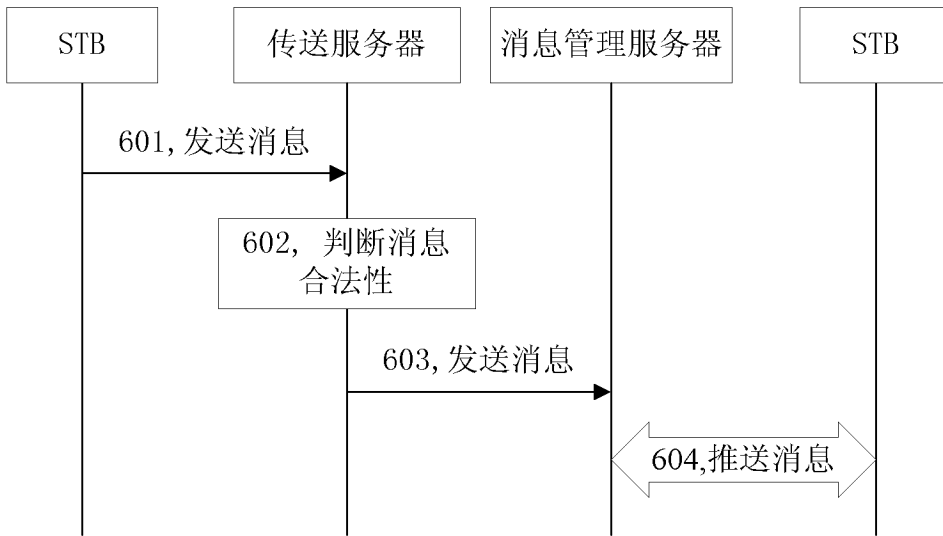 STB
传送服务器
消息管理服务器
STB
601,发送消息
602, 判断消息
合法性
603,发送消息
604,推送消息